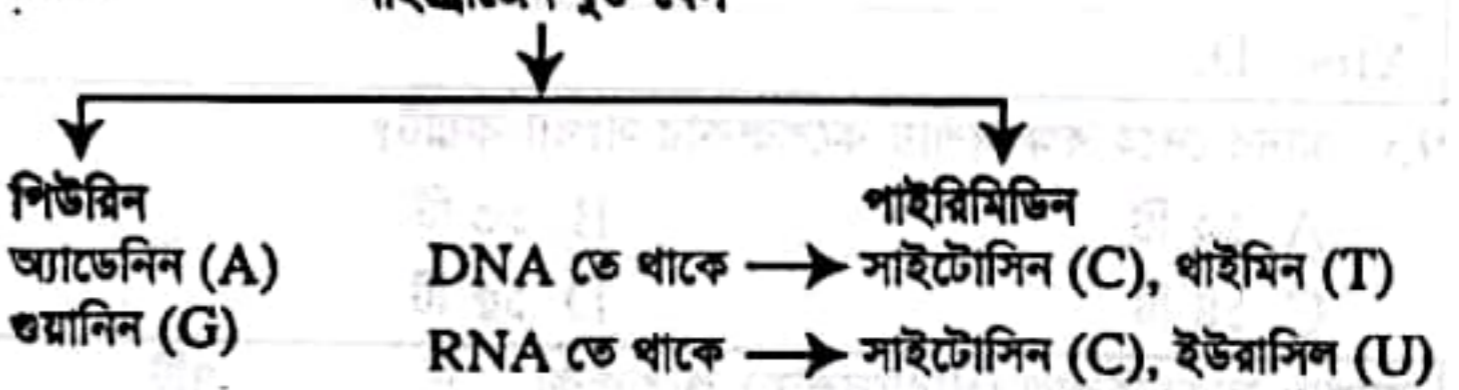 পিউরিন
পাইরিমিডিন
অ্যাডেনিন (A)
DNA তে থাকে → সাইটোসিন (C), থাইমিন (T)
গুয়ানিন (G)
RNA তে থাকে → সাইটোসিন (C), ইউরাসিল (U)